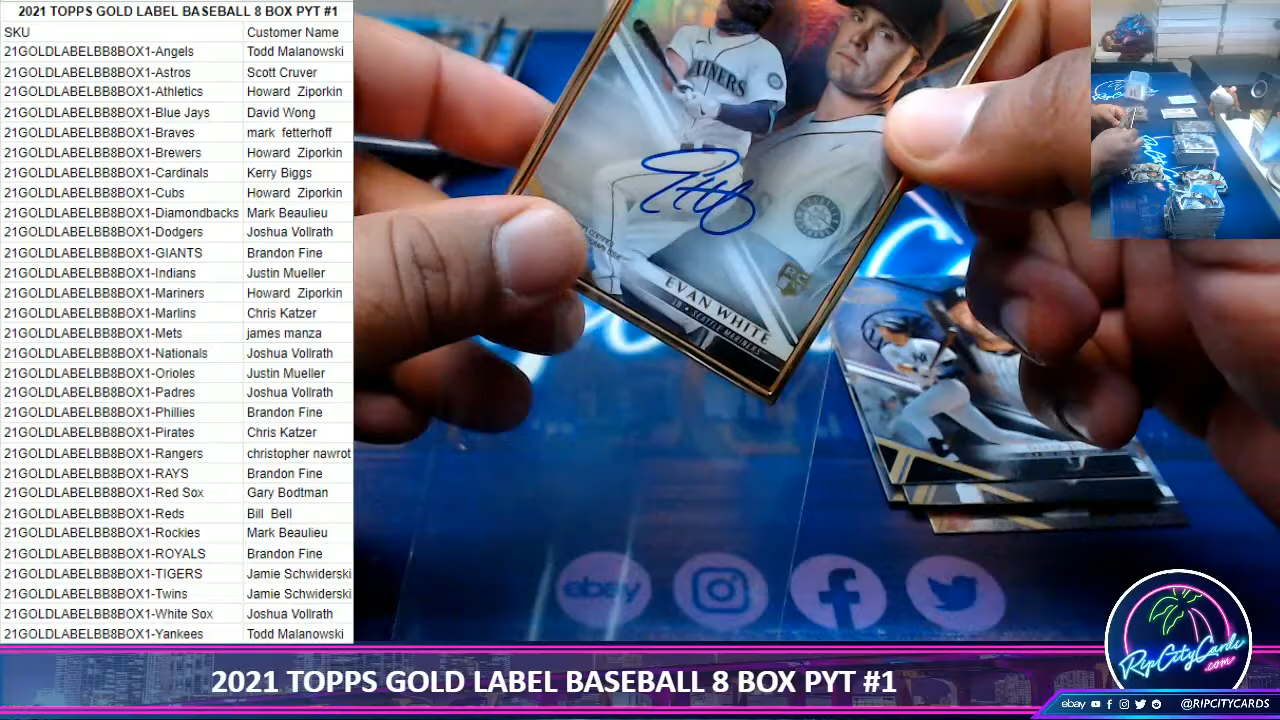 2021 TOPPS GOLD LABEL BASEBALL 8 BOX PYT #1
SKU Customer Name
21GOLDLABELBB8BOX1-Angels Todd Malanowski
21GOLDLABELBB8BOX1-Astros Scott Cruver
21GOLDLABELBB8BOX1-Athletics Howard Ziporkin
21GOLDLABELBB8BOX1-Blue Jays David Wong
21GOLDLABELBB8BOX1-Braves mark fetterhoff
21GOLDLABELBB8BOX1-Brewers Howard Ziporkin
21GOLDLABELBB8BOX1-Cardinals Kerry Biggs
21GOLDLABELBB8BOX1-Cubs Howard Ziporkin
21GOLDLABELBB8BOX1-Diamondbacks Mark Beaulieu
21GOLDLABELBB8BOX1-Dodgers Joshua Vollrath
21GOLDLABELBB8BOX1-GIANTS Brandon Fine
21GOLDLABELBB8BOX1-Indians Justin Mueller
21GOLDLABELBB8BOX1-Mariners Howard Ziporkin
21GOLDLABELBB8BOX1-Marlins Chris Katzer
21GOLDLABELBB8BOX1-Mets james manza
21GOLDLABELBB8BOX1-Nationals Joshua Vollrath
21GOLDLABELBB8BOX1-Orioles Justin Mueller
21GOLDLABELBB8BOX1-Padres Joshua Vollrath
21GOLDLABELBB8BOX1-Phillies Brandon Fine
21GOLDLABELBB8BOX1-Pirates Chris Katzer
21GOLDLABELBB8BOX1-Rangers christopher nawrot
21GOLDLABELBB8BOX1-RAYS Brandon Fine
21GOLDLABELBB8BOX1-Red Sox Gary Bodtman
21GOLDLABELBB8BOX1-Reds Bill Bell
21GOLDLABELBB8BOX1-Rockies Mark Beaulieu
21GOLDLABELBB8BOX1-ROYALS Brandon Fine
21GOLDLABELBB8BOX1-TIGERS Jamie Schwiderski
21GOLDLABELBB8BOX1-Twins Jamie Schwiderski
21GOLDLABELBB8BOX1-White Sox Joshua Vollrath
21GOLDLABELBB8BOX1-Yankees Todd Malanowski
EVAN WHITE
1B • SEATTLE MARINERS
RC
ebay
RipCityCards
.com
2021 TOPPS GOLD LABEL BASEBALL 8 BOX PYT #1
ebay @RIPCITYCARDS